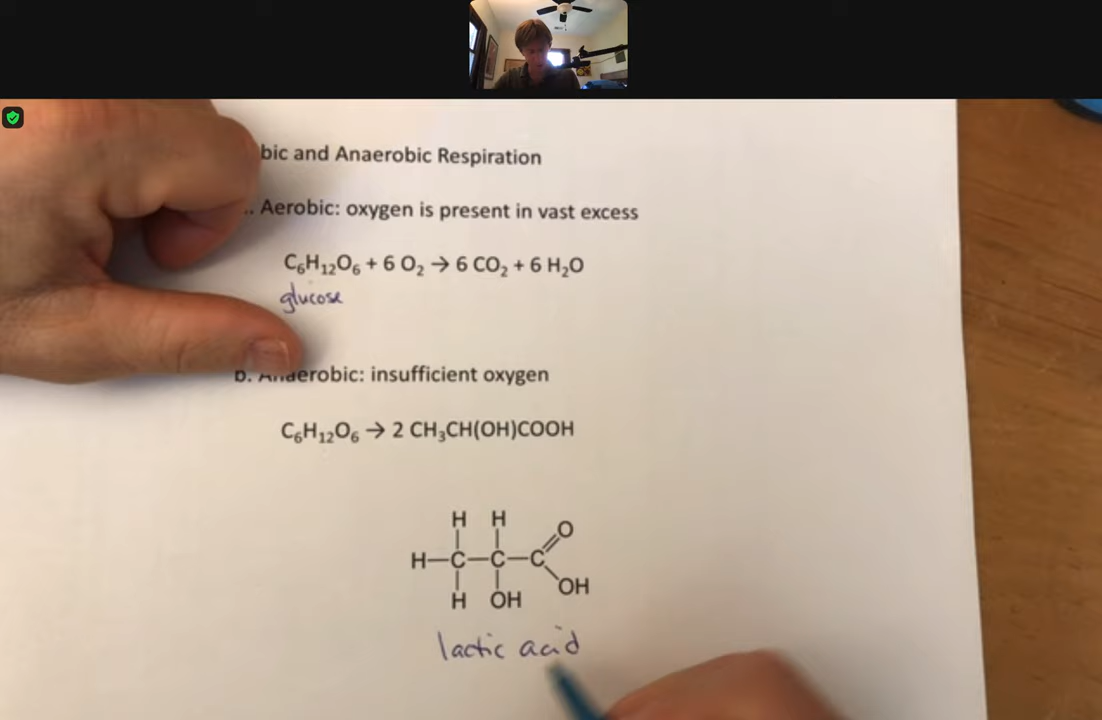 bic and Anaerobic Respiration
. Aerobic: oxygen is present in vast excess
C₆H₁₂O₆ + 6 O₂ → 6 CO₂ + 6 H₂O
glucose
b. Anaerobic: insufficient oxygen
C₆H₁₂O₆ → 2 CH₃CH(OH)COOH
H H O
H—C—C—C
OH
H OH
lactic acid